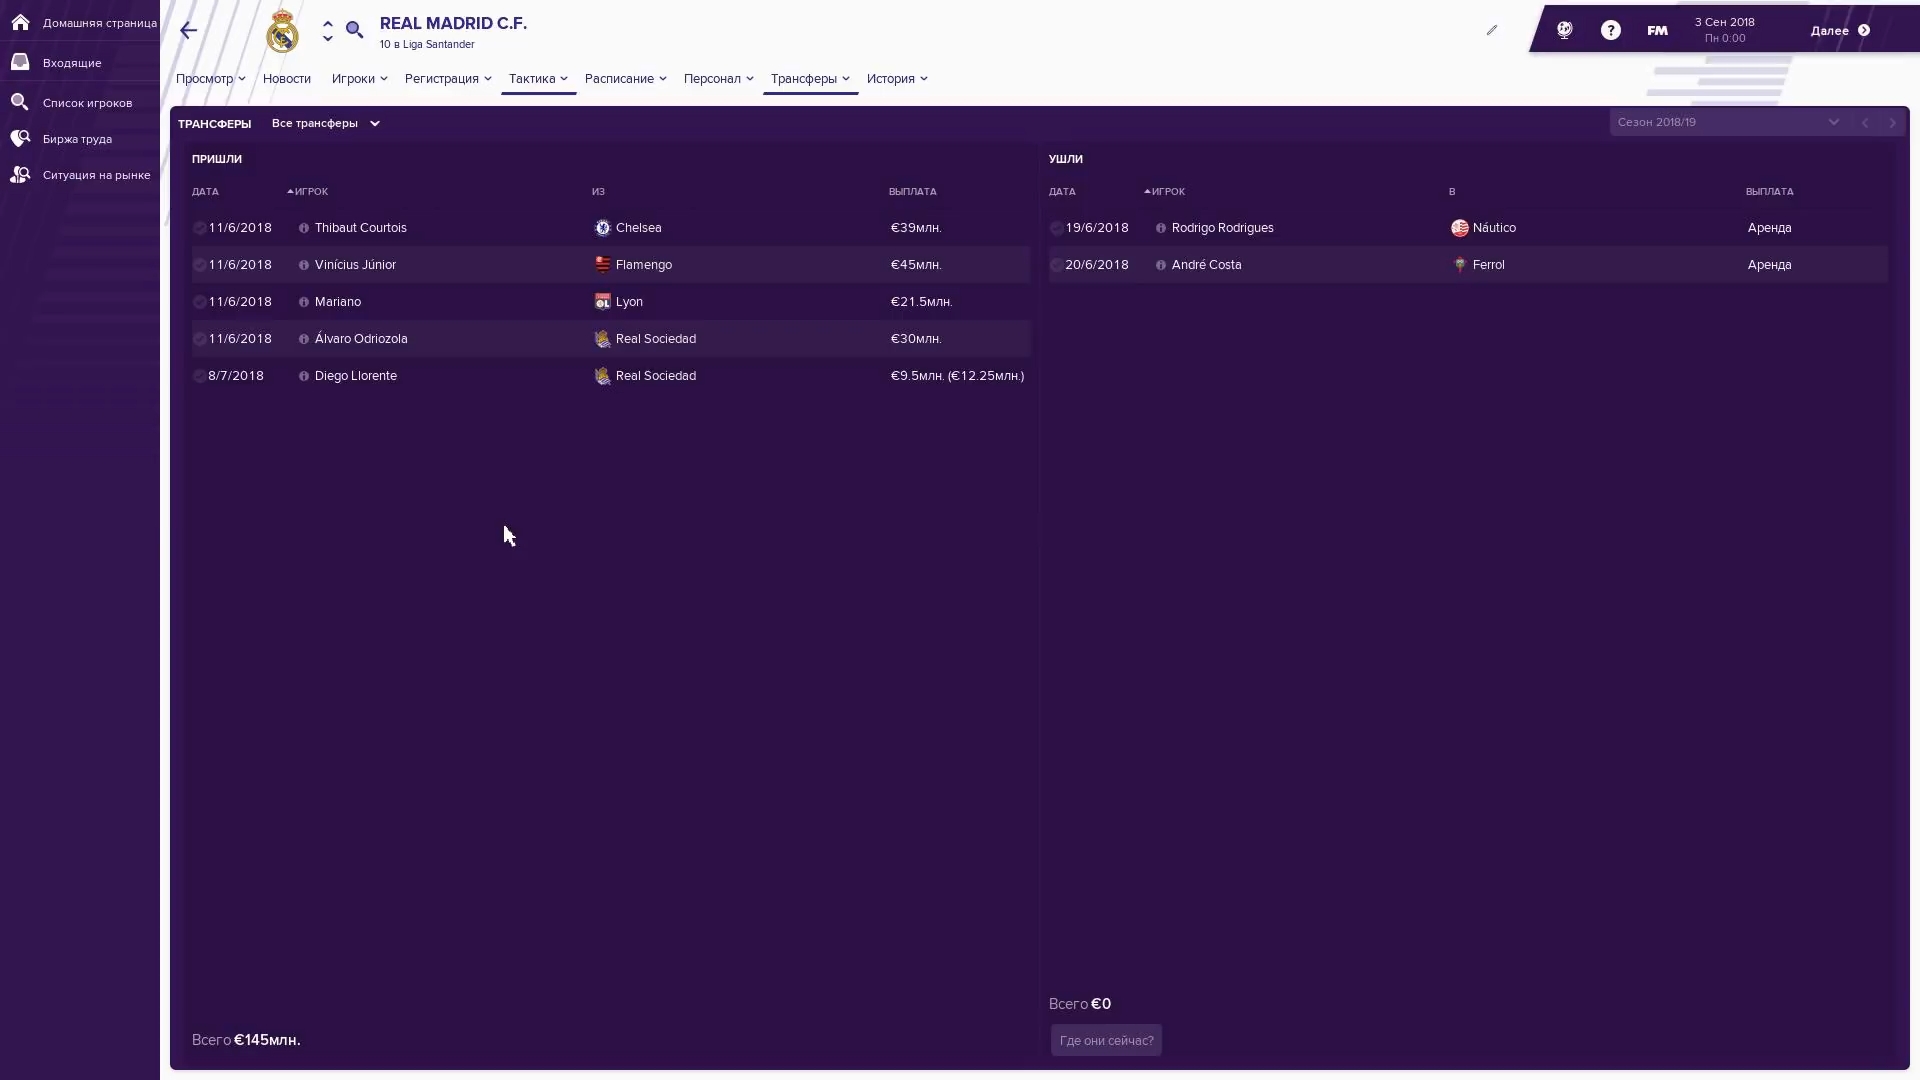 Домашняя страница
Входящие
Список игроков
Биржа труда
Ситуация на рынке
REAL MADRID C.F.
10 в Liga Santander
FM
3 Сен 2018
Пн 0:00
Далее
Просмотр Новости Игроки Регистрация Тактика Расписание Персонал Трансферы История
ТРАНСФЕРЫ Все трансферы
Сезон 2018/19
ПРИШЛИ
ДАТА ИГРОК ИЗ ВЫПЛАТА
11/6/2018 Thibaut Courtois Chelsea €39млн.
11/6/2018 Vinícius Júnior Flamengo €45млн.
11/6/2018 Mariano Lyon €21.5млн.
11/6/2018 Álvaro Odriozola Real Sociedad €30млн.
8/7/2018 Diego Llorente Real Sociedad €9.5млн. (€12.25млн.)
Всего €145млн.
УШЛИ
ДАТА ИГРОК В ВЫПЛАТА
19/6/2018 Rodrigo Rodrigues Náutico Аренда
20/6/2018 André Costa Ferrol Аренда
Всего €0
Где они сейчас?